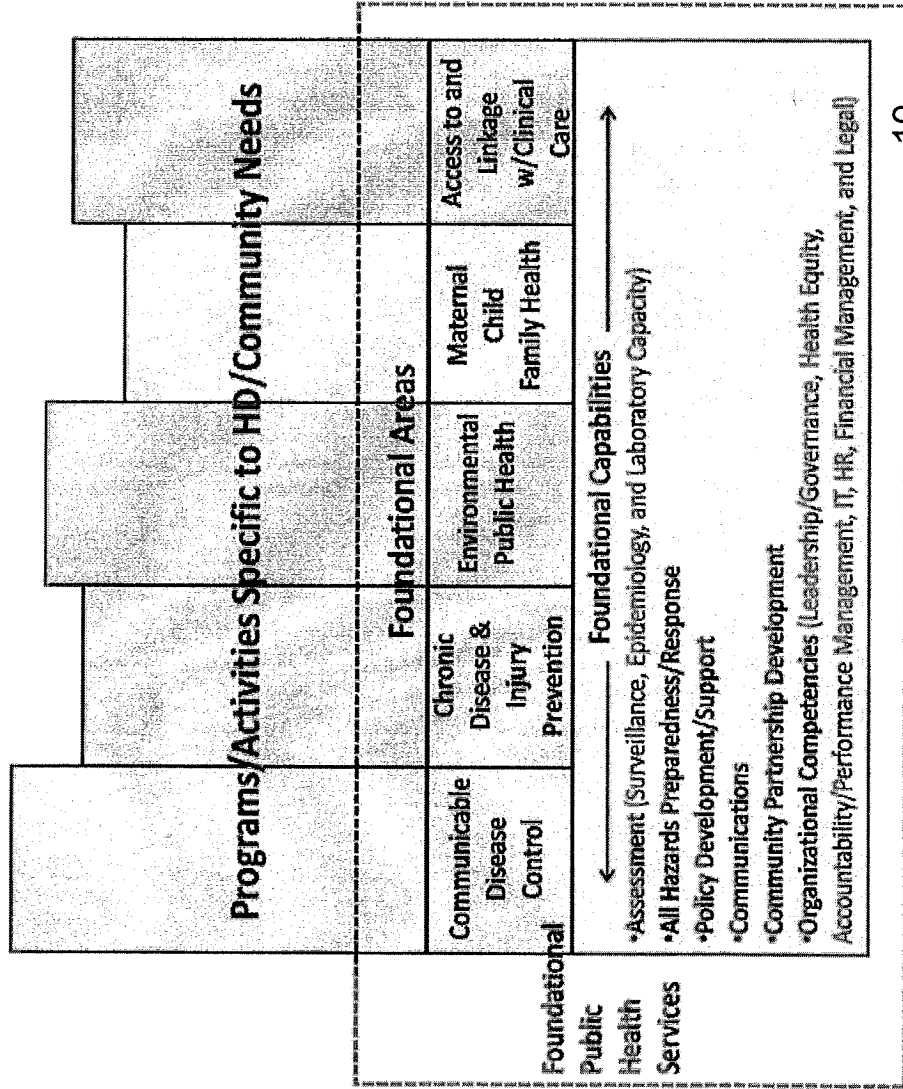 Programs/Activities Specific to HD/Community Needs
Foundational Areas
Communicable
Disease
Control
Chronic
Disease &
Injury
Prevention
Environmental
Public Health
Maternal
Child
Family Health
Access to and
Linkage
w/Clinical
Care
Foundational
Public
Health
Services
Foundational Capabilities
•Assessment (Surveillance, Epidemiology, and Laboratory Capacity)
•All Hazards Preparedness/Response
•Policy Development/Support
•Communications
•Community Partnership Development
•Organizational Competencies (Leadership/Governance, Health Equity,
Accountability/Performance Management, IT, HR, Financial Management, and Legal)